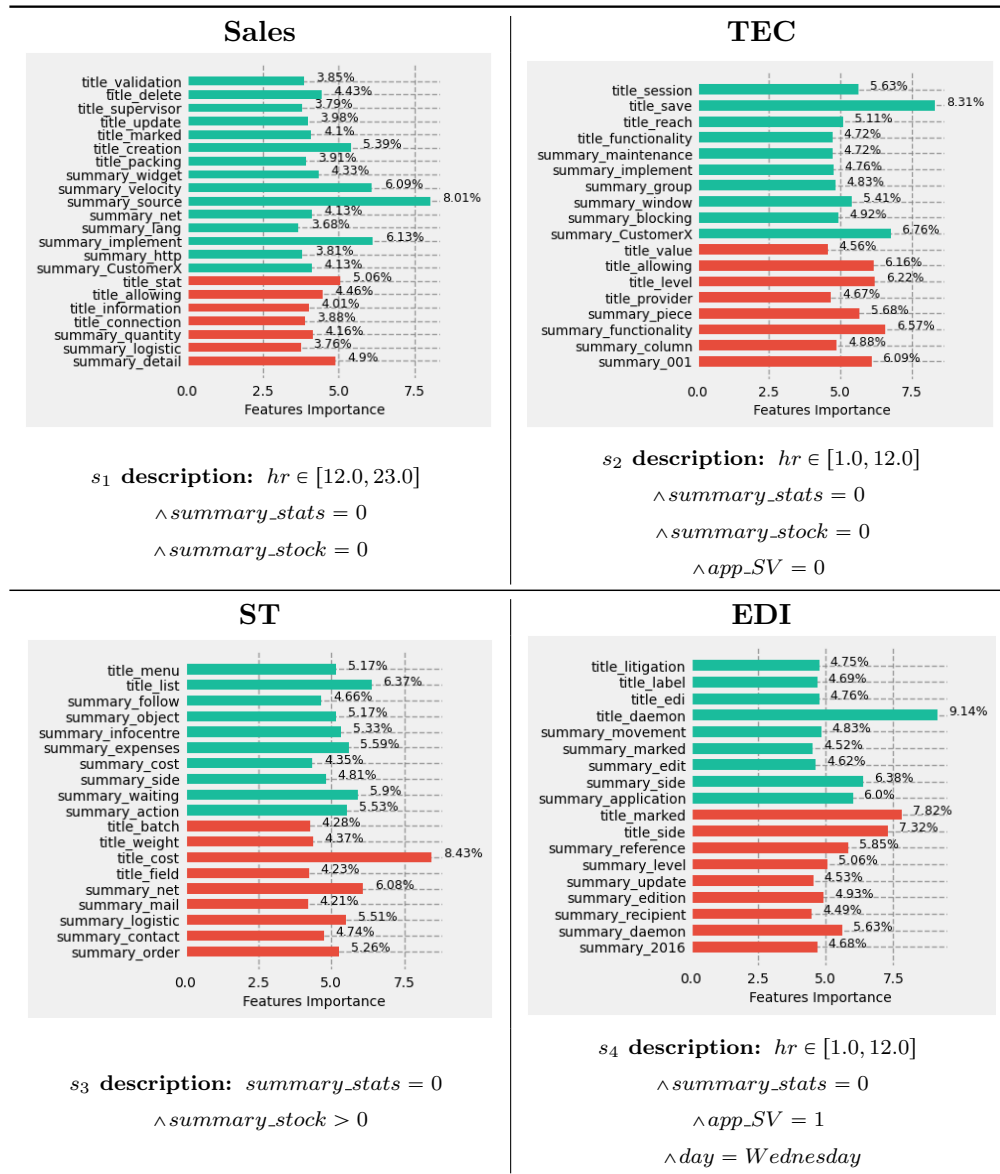 Sales
title_validation 3.85%
title_delete 4.43%
title_supervisor 3.79%
title_update 3.98%
title_marked 4.1%
title_creation 5.39%
title_packing 3.91%
summary_widget 4.33%
summary_velocity 6.09%
summary_source 8.01%
summary_net 4.13%
summary_lang 3.68%
summary_implement 6.13%
summary_http 3.81%
summary_CustomerX 4.13%
title_stat 5.06%
title_allowing 4.46%
title_information 4.01%
title_connection 3.88%
summary_quantity 4.16%
summary_logistic 3.76%
summary_detail 4.9%
0.0 2.5 5.0 7.5
Features Importance
s₁ description: hr ∈ [12.0, 23.0]
∧ summary_stats = 0
∧ summary_stock = 0
TEC
title_session 5.63%
title_save 8.31%
title_reach 5.11%
title_functionality 4.72%
summary_maintenance 4.72%
summary_implement 4.76%
summary_group 4.83%
summary_window 5.41%
summary_blocking 4.92%
summary_CustomerX 6.76%
title_value 4.56%
title_allowing 6.16%
title_level 6.22%
title_provider 4.67%
summary_piece 5.68%
summary_functionality 6.57%
summary_column 4.88%
summary_001 6.09%
0.0 2.5 5.0 7.5
Features Importance
s₂ description: hr ∈ [1.0, 12.0]
∧ summary_stats = 0
∧ summary_stock = 0
∧ app_SV = 0
ST
title_menu 5.17%
title_list 6.37%
summary_follow 4.66%
summary_object 5.17%
summary_infocentre 5.33%
summary_expenses 5.59%
summary_cost 4.35%
summary_side 4.81%
summary_waiting 5.9%
summary_action 5.53%
title_batch 4.28%
title_weight 4.37%
title_cost 8.43%
title_field 4.23%
summary_net 6.08%
summary_mail 4.21%
summary_logistic 5.51%
summary_contact 4.74%
summary_order 5.26%
0.0 2.5 5.0 7.5
Features Importance
s₃ description: summary_stats = 0
∧ summary_stock > 0
EDI
title_litigation 4.75%
title_label 4.69%
title_edi 4.76%
title_daemon 9.14%
summary_movement 4.83%
summary_marked 4.52%
summary_edit 4.62%
summary_side 6.38%
summary_application 6.0%
title_marked 7.82%
title_side 7.32%
summary_reference 5.85%
summary_level 5.06%
summary_update 4.53%
summary_edition 4.93%
summary_recipient 4.49%
summary_daemon 5.63%
summary_2016 4.68%
0.0 2.5 5.0 7.5
Features Importance
s₄ description: hr ∈ [1.0, 12.0]
∧ summary_stats = 0
∧ app_SV = 1
∧ day = Wednesday